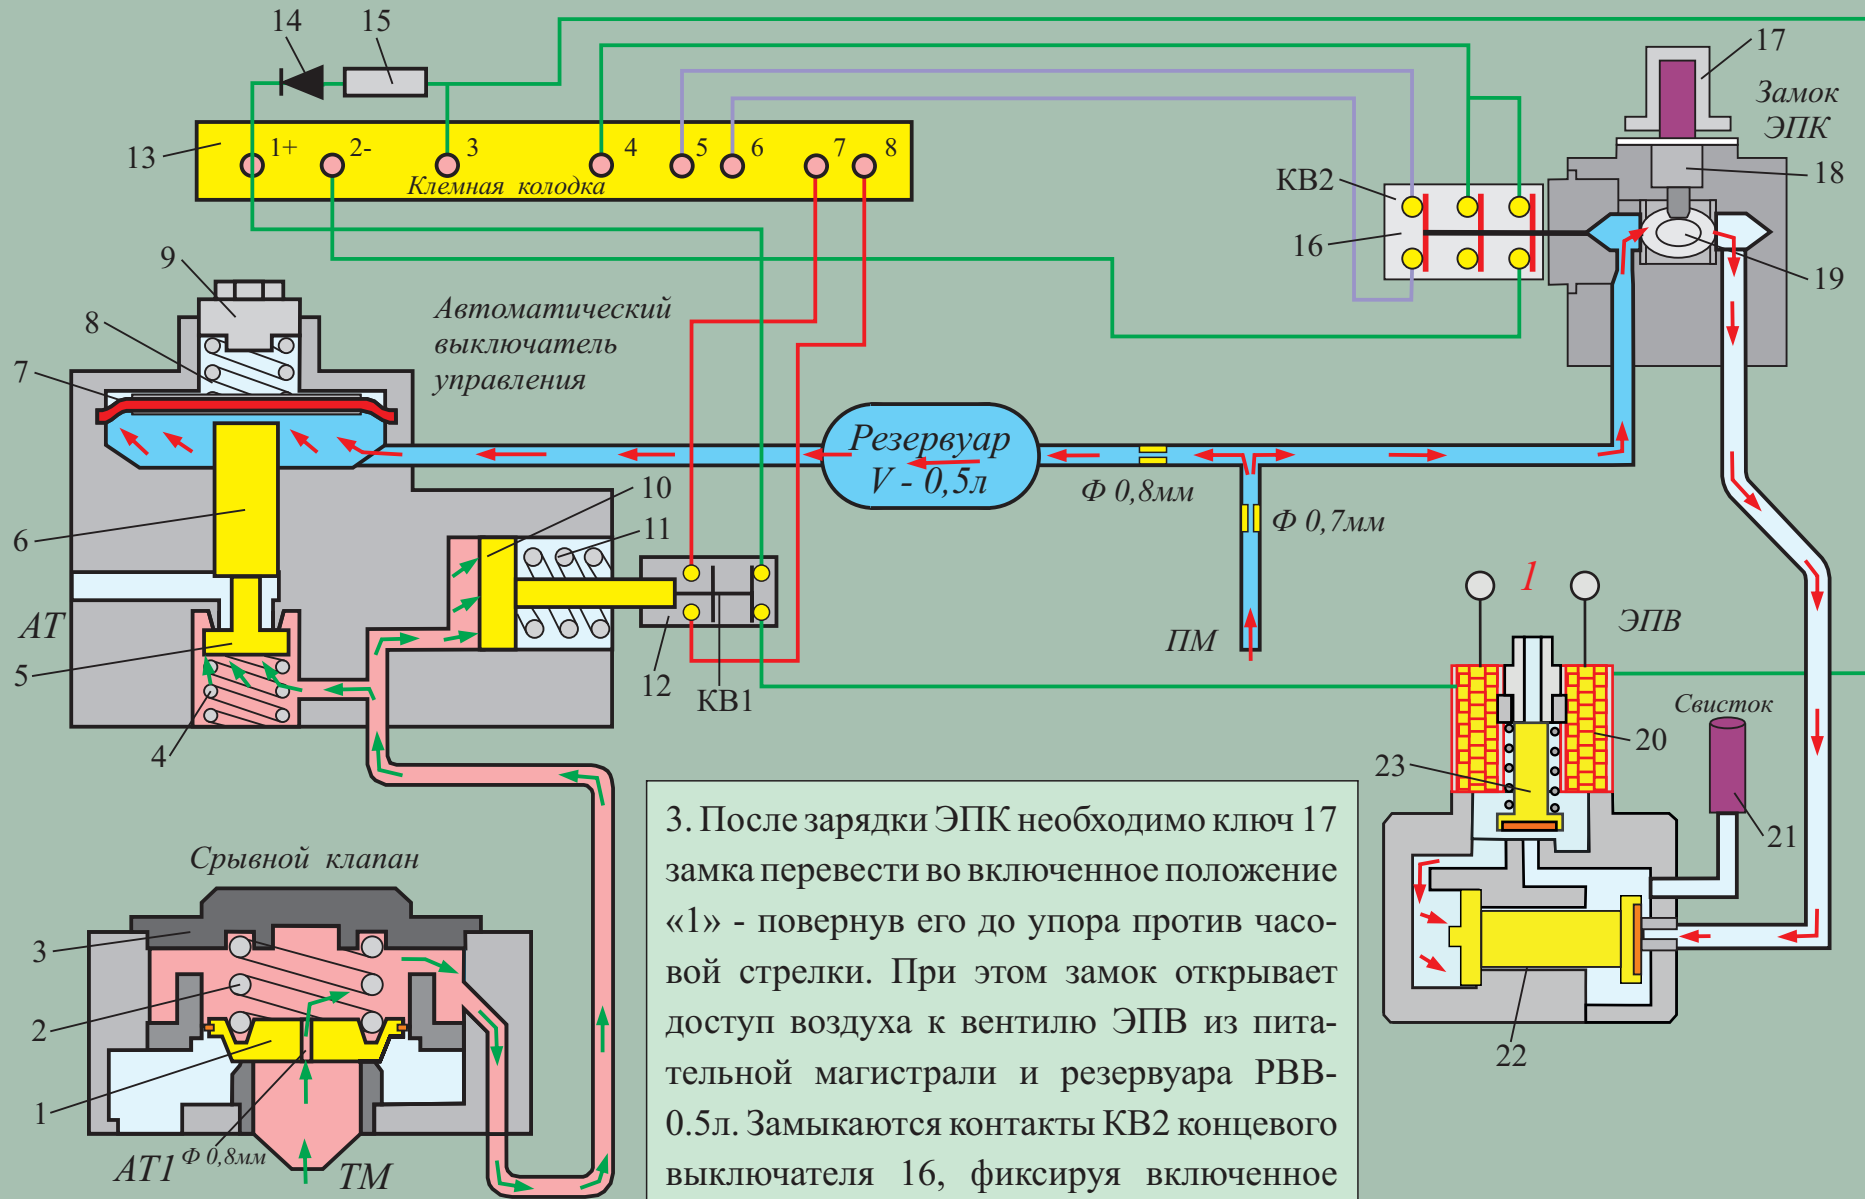 14
15
17
Замок
ЭПК
13
1+
2-
3
4
5
6
7
8
Клемная колодка
КВ2
16
18
19
9
8
7
Автоматический
выключатель
управления
Резервуар
V - 0,5л
Ф 0,8мм
Ф 0,7мм
10
11
6
АТ
5
4
12
КВ1
ПМ
1
ЭПВ
Свисток
20
21
23
22
Срывной клапан
3
2
1
АТ1
Ф 0,8мм
ТМ
3. После зарядки ЭПК необходимо ключ 17
замка перевести во включенное положение
«1» - повернув его до упора против часо-
вой стрелки. При этом замок открывает
доступ воздуха к вентилю ЭПВ из пита-
тельной магистрали и резервуара РВВ-
0.5л. Замыкаются контакты КВ2 концевого
выключателя 16, фиксируя включенное